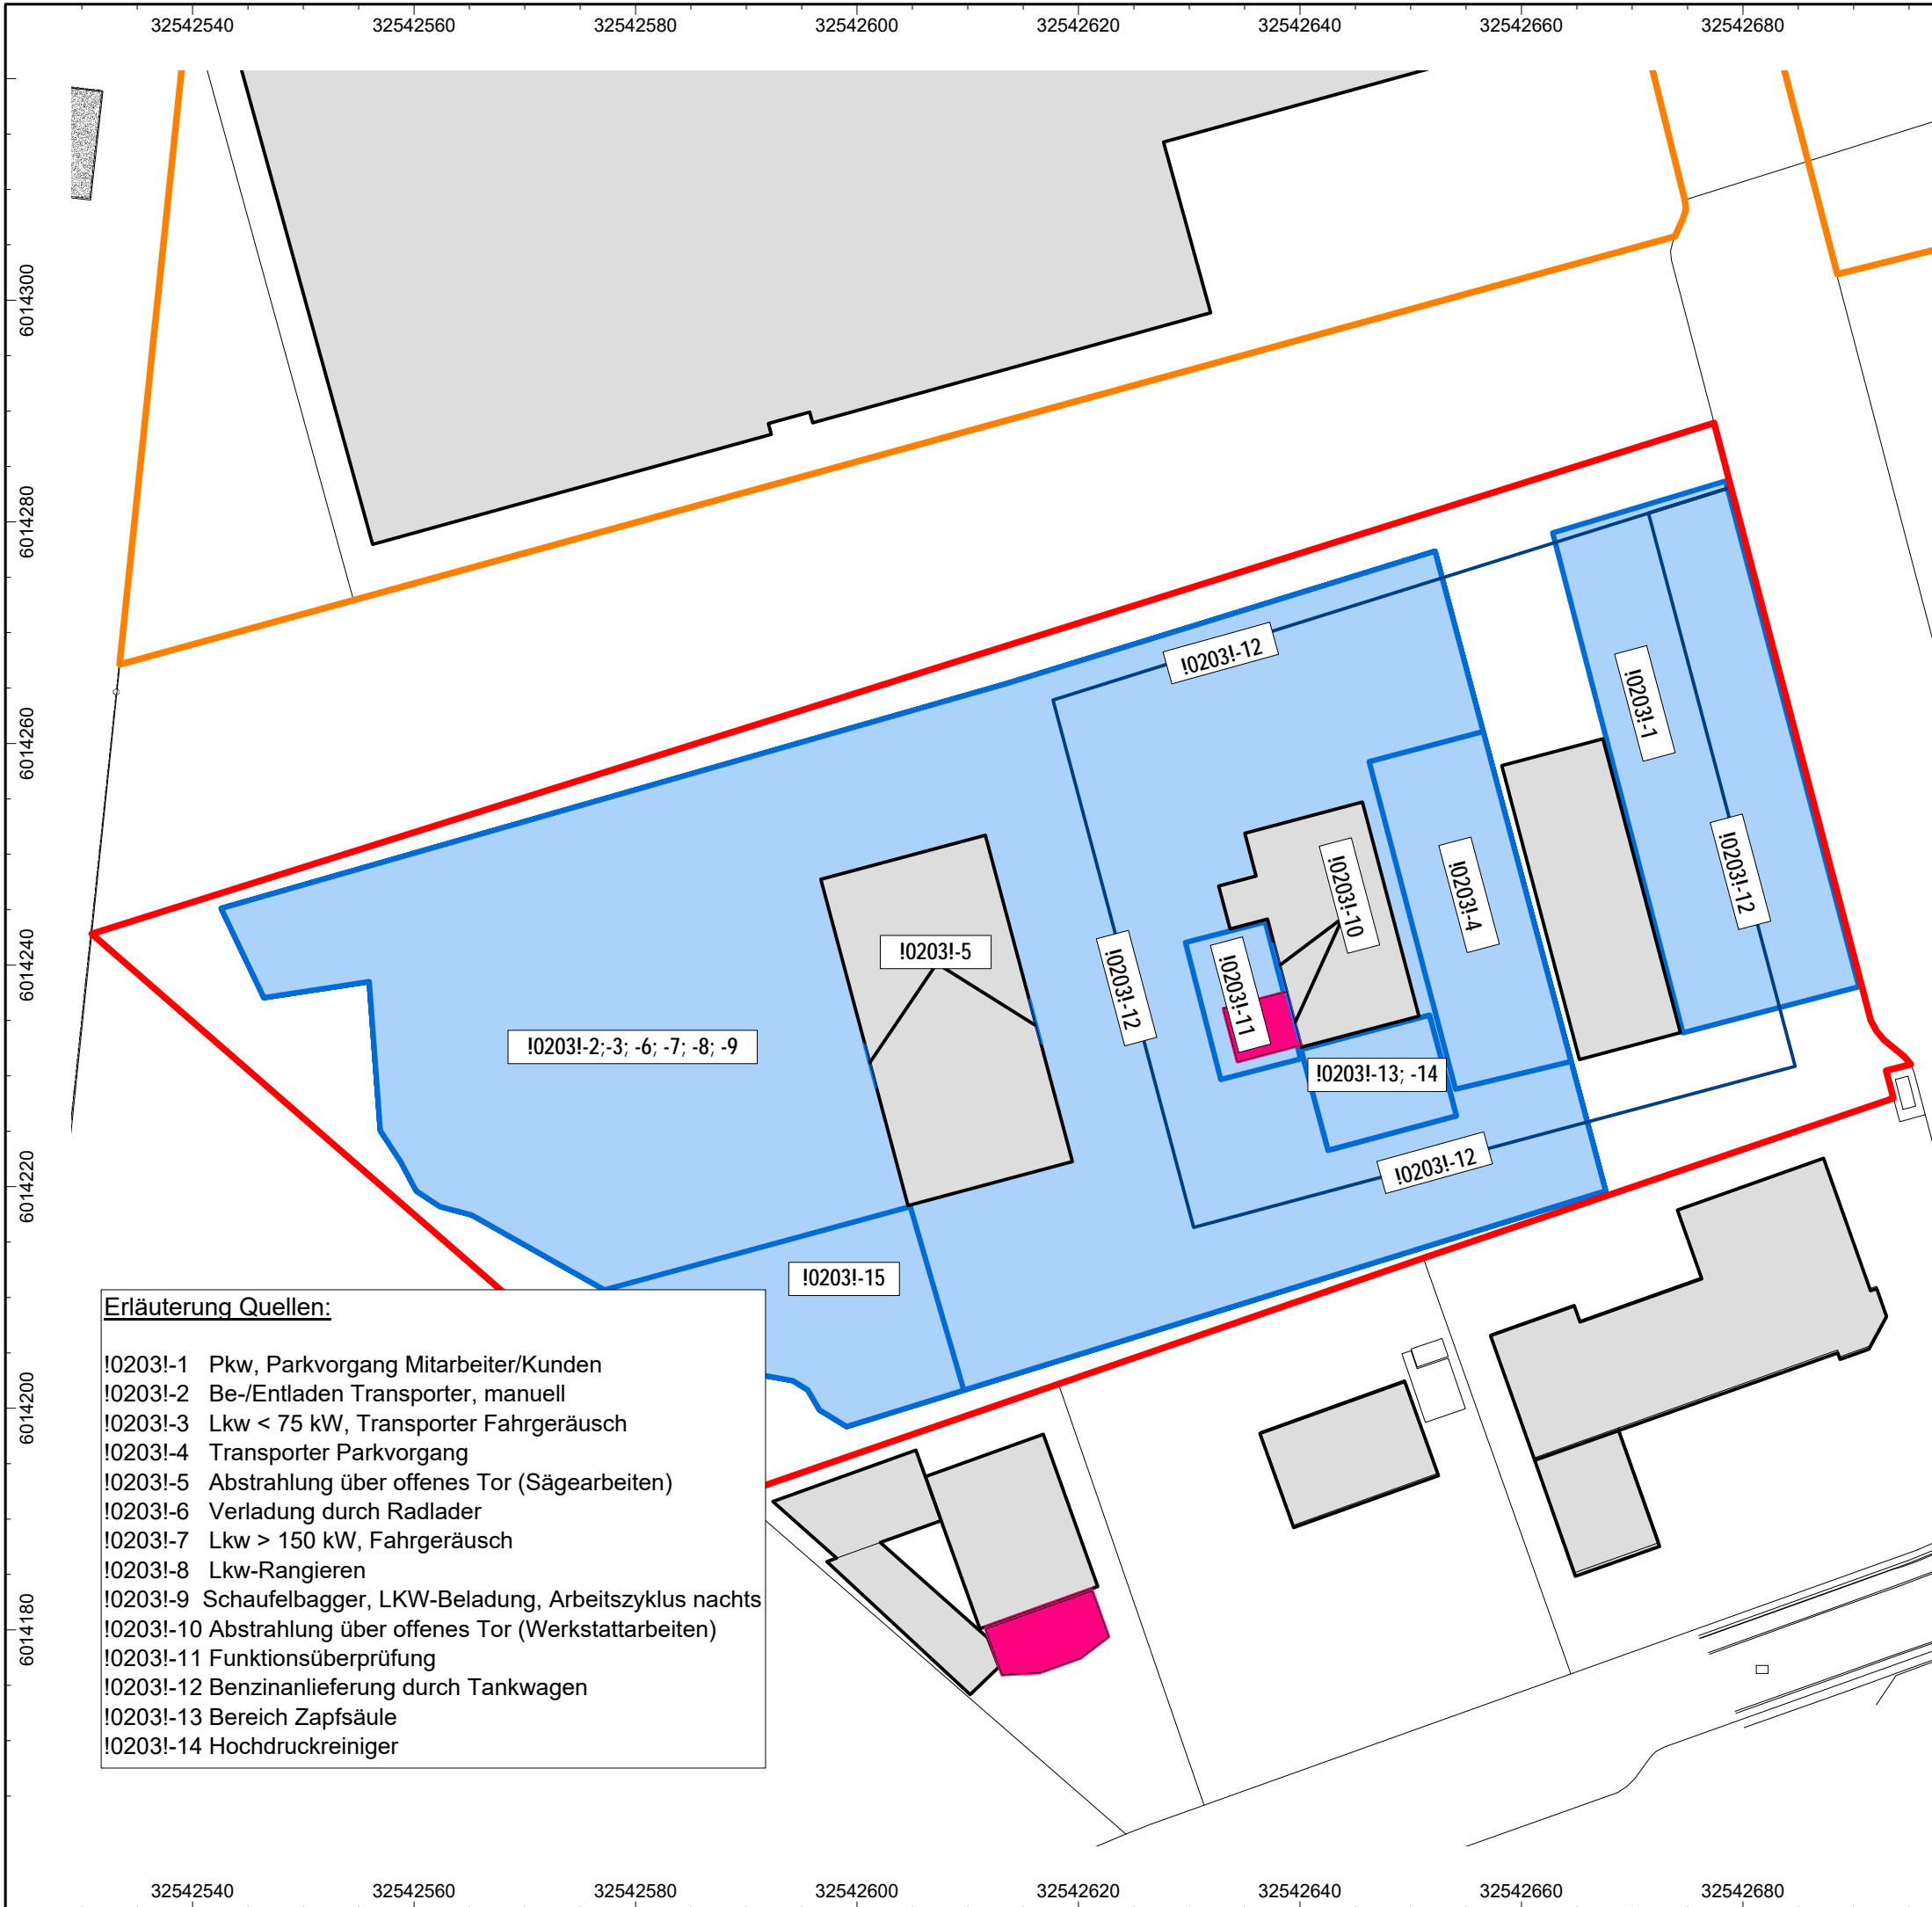 32542540 32542560 32542580 32542600 32542620 32542640 32542660 32542680
6014300
6014280
6014260
6014240
6014220
6014200
6014180
!0203!-12
!0203!-1
!0203!-10
!0203!-4
!0203!-12
!0203!-5
!0203!-12
!0203!-11
!0203!-2;-3; -6; -7; -8; -9
!0203!-13; -14
!0203!-12
!0203!-15
Erläuterung Quellen:
!0203!-1 Pkw, Parkvorgang Mitarbeiter/Kunden
!0203!-2 Be-/Entladen Transporter, manuell
!0203!-3 Lkw < 75 kW, Transporter Fahrgeräusch
!0203!-4 Transporter Parkvorgang
!0203!-5 Abstrahlung über offenes Tor (Sägearbeiten)
!0203!-6 Verladung durch Radlader
!0203!-7 Lkw > 150 kW, Fahrgeräusch
!0203!-8 Lkw-Rangieren
!0203!-9 Schaufelbagger, LKW-Beladung, Arbeitszyklus nachts
!0203!-10 Abstrahlung über offenes Tor (Werkstattarbeiten)
!0203!-11 Funktionsüberprüfung
!0203!-12 Benzinanlieferung durch Tankwagen
!0203!-13 Bereich Zapfsäule
!0203!-14 Hochdruckreiniger
32542540 32542560 32542580 32542600 32542620 32542640 32542660 32542680